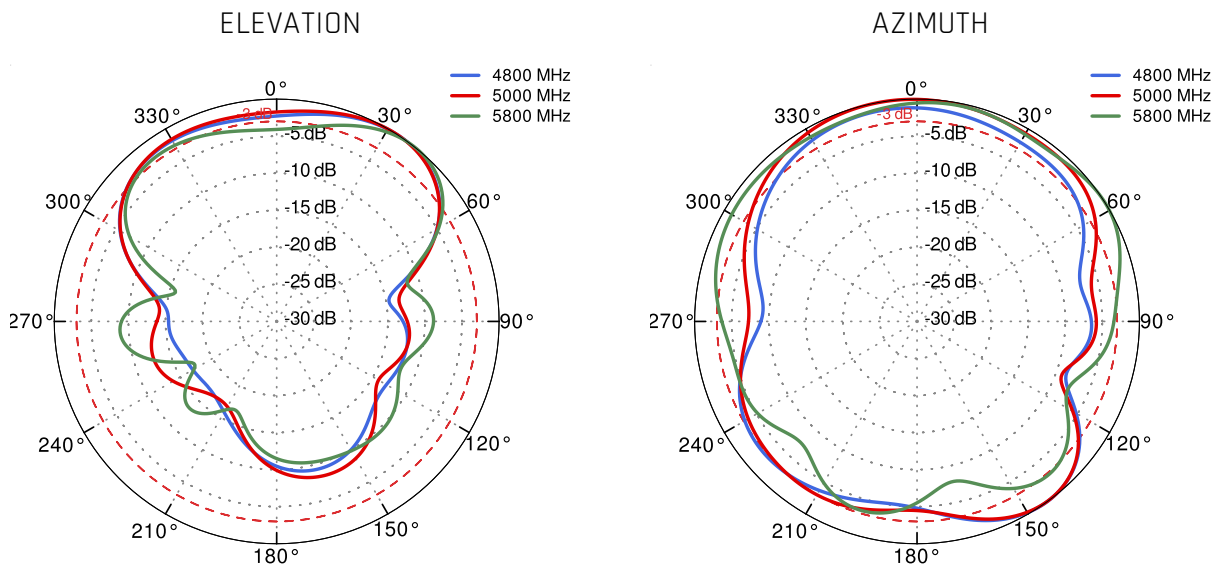 ELEVATION
4800 MHz
5000 MHz
5800 MHz
0°
30°
60°
90°
120°
150°
180°
210°
240°
270°
300°
330°
-3 dB
-5 dB
-10 dB
-15 dB
-20 dB
-25 dB
-30 dB
AZIMUTH
4800 MHz
5000 MHz
5800 MHz
0°
30°
60°
90°
120°
150°
180°
210°
240°
270°
300°
330°
-3 dB
-5 dB
-10 dB
-15 dB
-20 dB
-25 dB
-30 dB